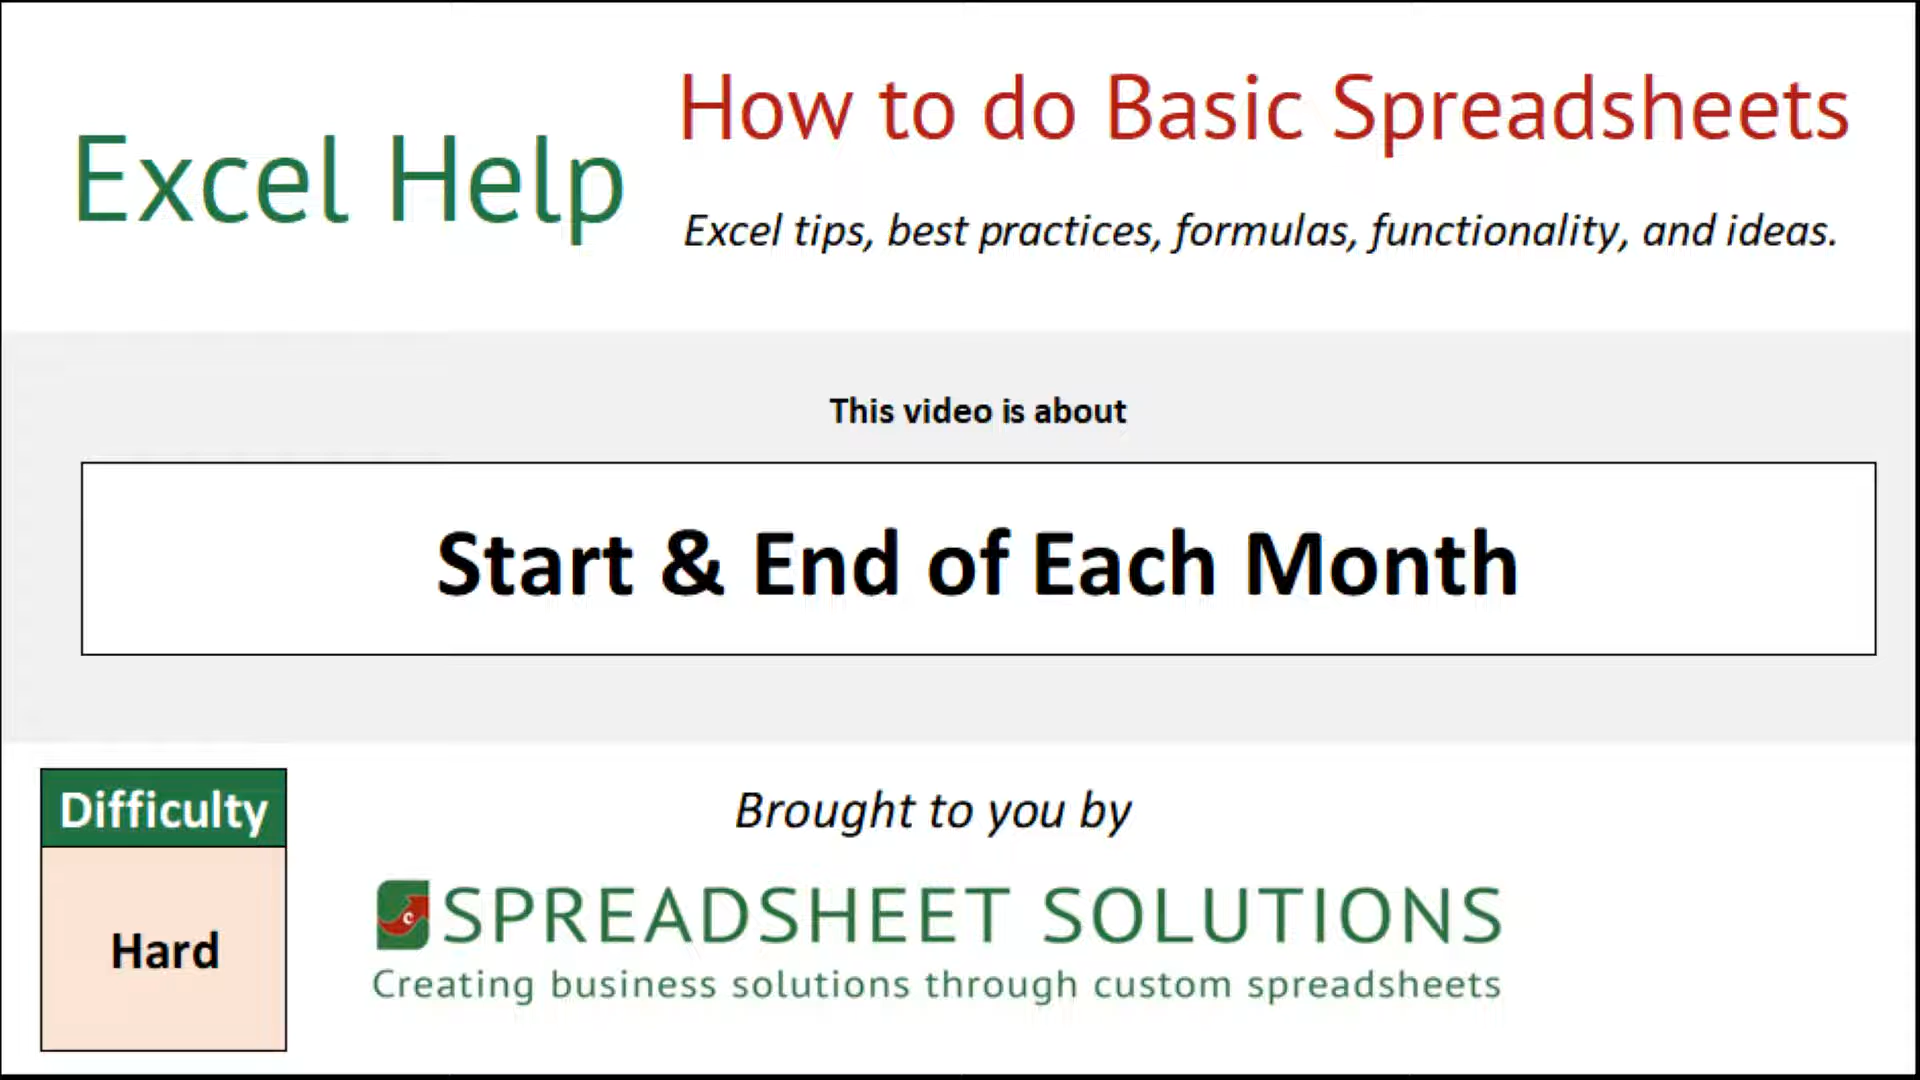 Excel Help
How to do Basic Spreadsheets
Excel tips, best practices, formulas, functionality, and ideas.
This video is about
Start & End of Each Month
Difficulty
Hard
Brought to you by
SPREADSHEET SOLUTIONS
Creating business solutions through custom spreadsheets